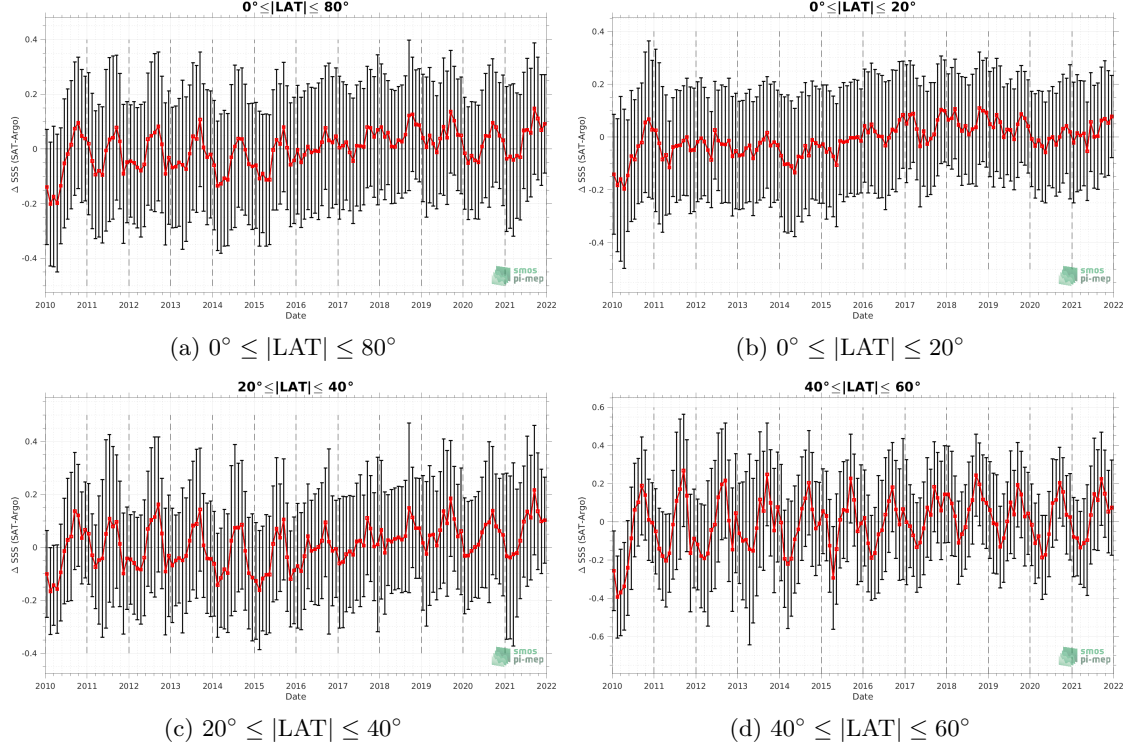 0°≤|LAT|≤ 80°
Δ SSS (SAT-Argo)
0.4
0.2
0
-0.2
-0.4
2010 2011 2012 2013 2014 2015 2016 2017 2018 2019 2020 2021 2022
Date
smos
pi-mep
(a) 0° ≤ |LAT| ≤ 80°
0°≤|LAT|≤ 20°
Δ SSS (SAT-Argo)
0.4
0.2
0
-0.2
-0.4
2010 2011 2012 2013 2014 2015 2016 2017 2018 2019 2020 2021 2022
Date
smos
pi-mep
(b) 0° ≤ |LAT| ≤ 20°
20°≤|LAT|≤ 40°
Δ SSS (SAT-Argo)
0.4
0.2
0
-0.2
-0.4
2010 2011 2012 2013 2014 2015 2016 2017 2018 2019 2020 2021 2022
Date
smos
pi-mep
(c) 20° ≤ |LAT| ≤ 40°
40°≤|LAT|≤ 60°
Δ SSS (SAT-Argo)
0.6
0.4
0.2
0
-0.2
-0.4
-0.6
2010 2011 2012 2013 2014 2015 2016 2017 2018 2019 2020 2021 2022
Date
smos
pi-mep
(d) 40° ≤ |LAT| ≤ 60°